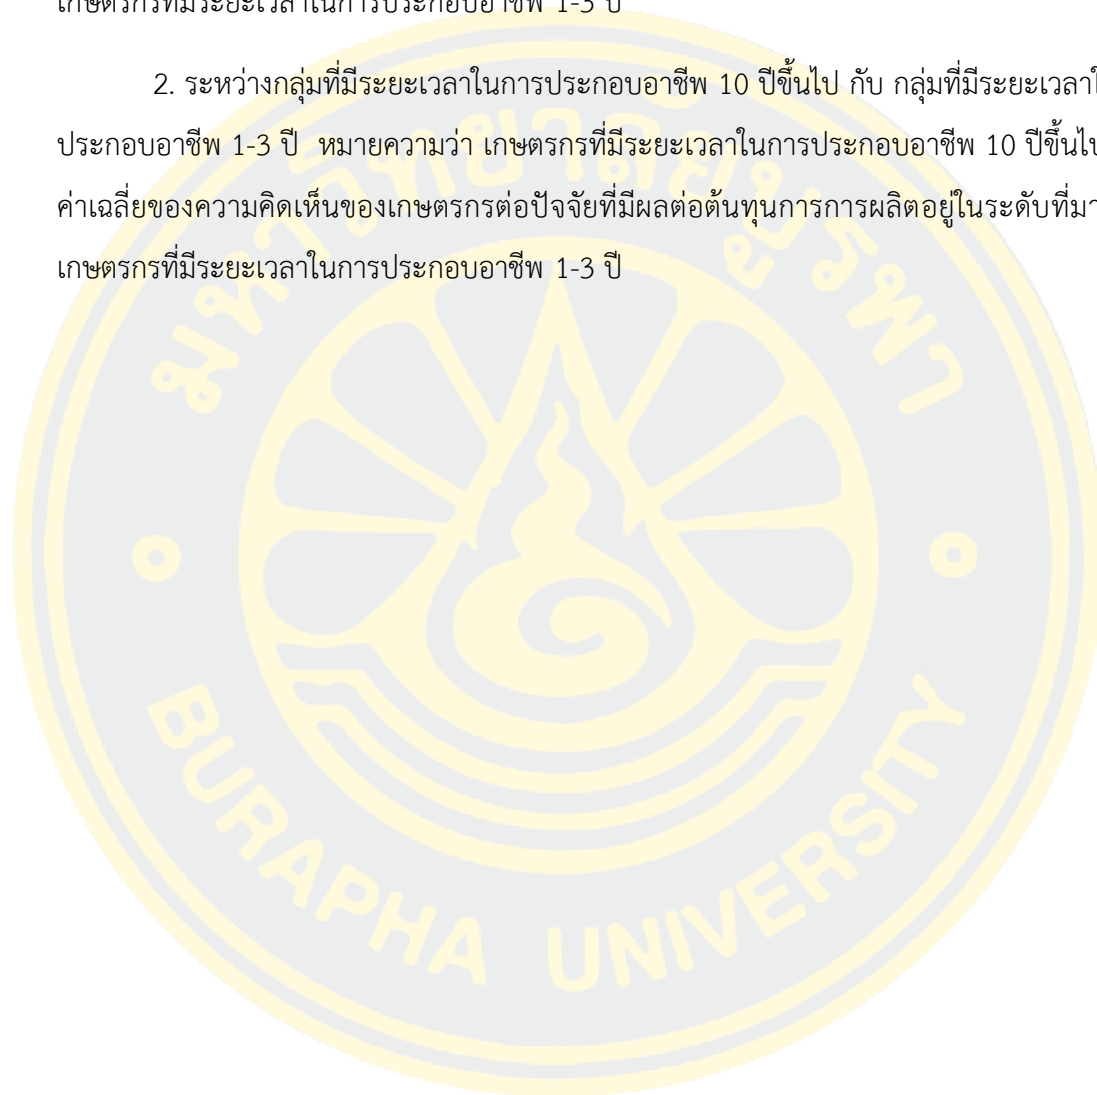 เกษตรกรที่มีระยะเวลาในการประกอบอาชีพ 1-3 ปี
2. ระหว่างกลุ่มที่มีระยะเวลาในการประกอบอาชีพ 10 ปีขึ้นไป กับ กลุ่มที่มีระยะเวลาใ
ประกอบอาชีพ 1-3 ปี หมายความว่า เกษตรกรที่มีระยะเวลาในการประกอบอาชีพ 10 ปีขึ้นไป
ค่าเฉลี่ยของความคิดเห็นของเกษตรกรต่อปัจจัยที่มีผลต่อต้นทุนการการผลิตอยู่ในระดับที่มา
เกษตรกรที่มีระยะเวลาในการประกอบอาชีพ 1-3 ปี
มหาวิทยาลัยบูรพา
BURAPHA UNIVERSITY